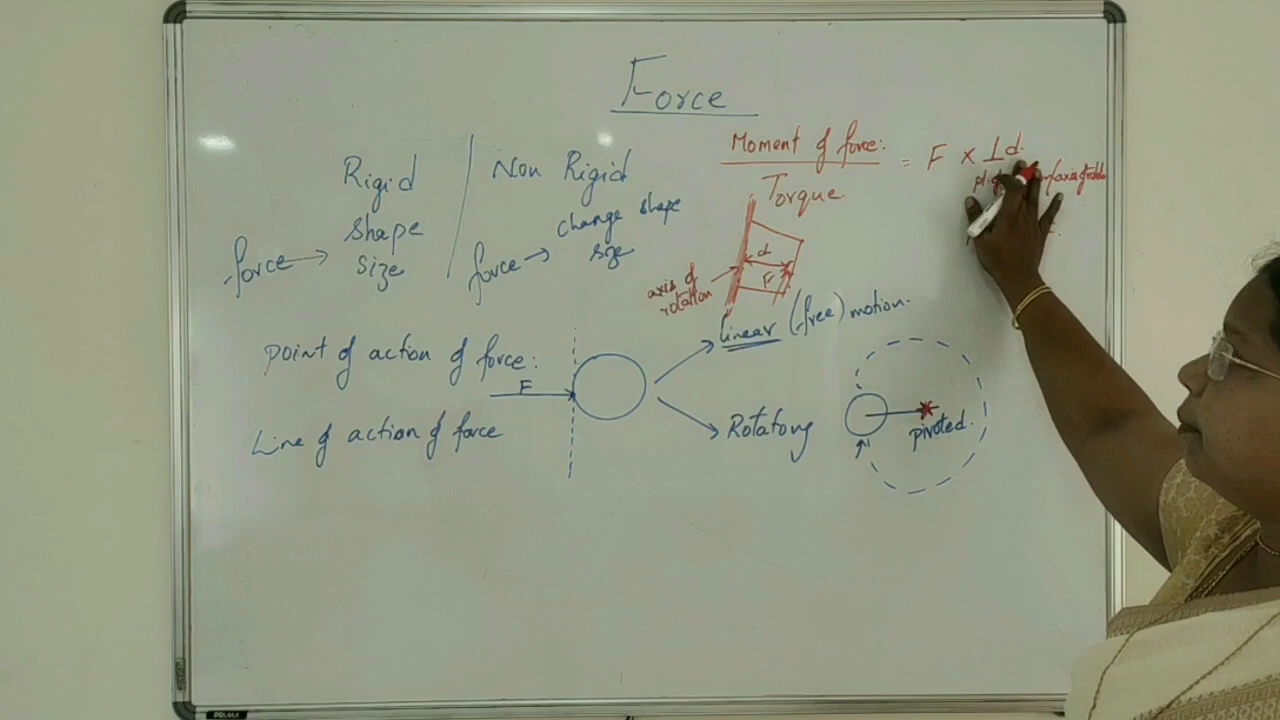 Force
Rigid
shape
size
force →
Non Rigid
change shape
size
force →
Moment of force:
Torque
= F × ⊥ d.
d
F
axis of
rotation
point of action of force:
F
Line of action of force
linear (free) motion.
Rotatory
pivoted.